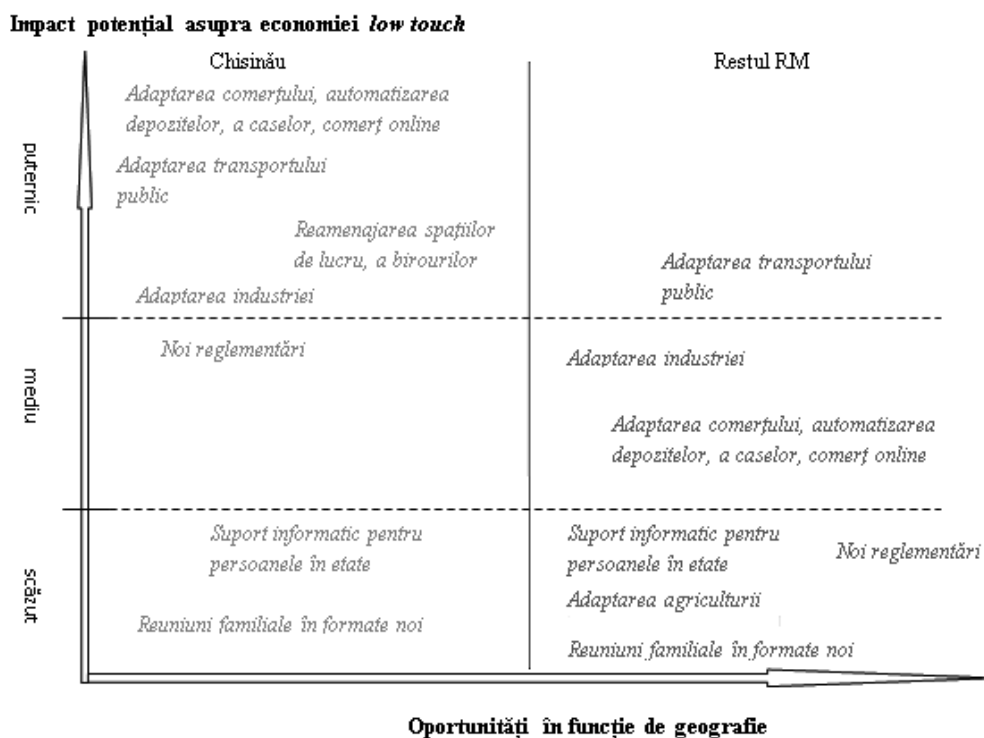 Impact potențial asupra economiei low touch
Chisinău
Restul RM
puternic
Adaptarea comerțului, automatizarea
depozitelor, a caselor, comerț online
Adaptarea transportului
public
Reamenajarea spațiilor
de lucru, a birourilor
Adaptarea industriei
Adaptarea transportului
public
mediu
Noi reglementări
Adaptarea industriei
Adaptarea comerțului, automatizarea
depozitelor, a caselor, comerț online
scăzut
Suport informatic pentru
persoanele în etate
Reuniuni familiale în formate noi
Suport informatic pentru
persoanele în etate
Noi reglementări
Adaptarea agriculturii
Reuniuni familiale în formate noi
Oportunități în funcție de geografie